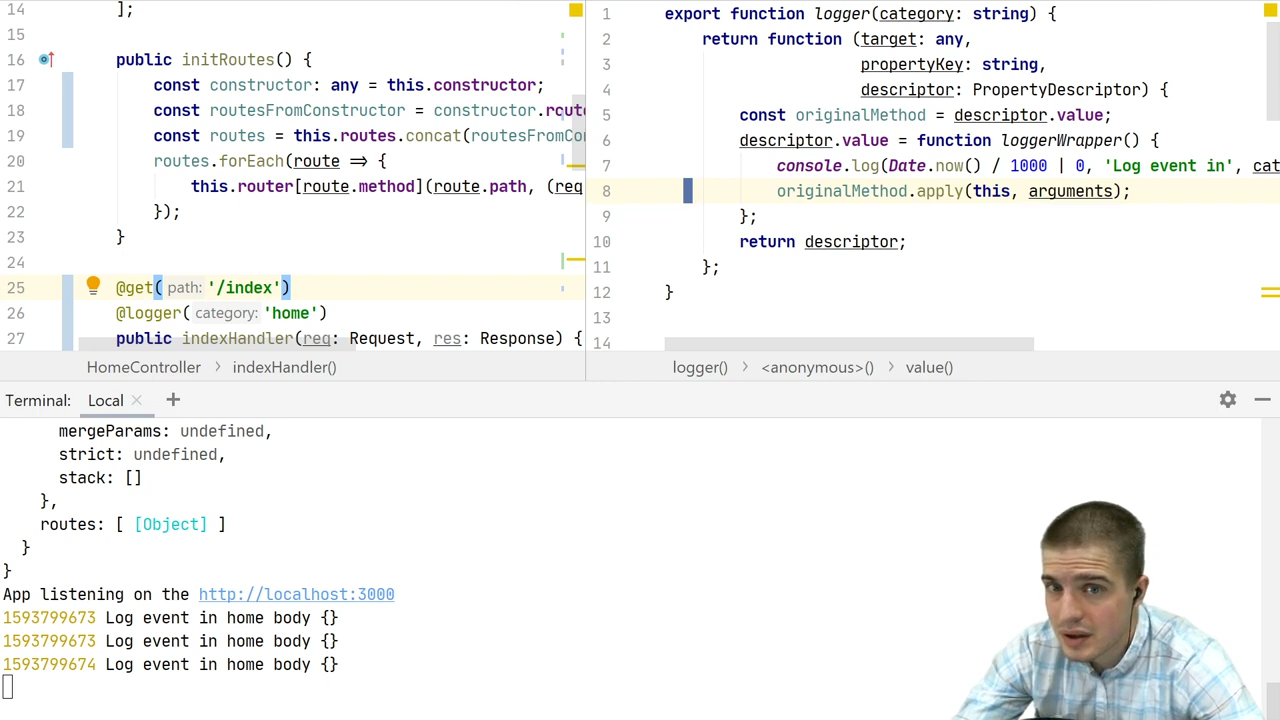 14 ];
15
16 public initRoutes() {
17 const constructor: any = this.constructor;
18 const routesFromConstructor = constructor.route
19 const routes = this.routes.concat(routesFromCon
20 routes.forEach(route => {
21 this.router[route.method](route.path, (req
22 });
23 }
24
25 @get( path: '/index')
26 @logger( category: 'home')
27 public indexHandler(req: Request, res: Response) {
HomeController > indexHandler()
1 export function logger(category: string) {
2 return function (target: any,
3 propertyKey: string,
4 descriptor: PropertyDescriptor) {
5 const originalMethod = descriptor.value;
6 descriptor.value = function loggerWrapper() {
7 console.log(Date.now() / 1000 | 0, 'Log event in', cat
8 originalMethod.apply(this, arguments);
9 };
10 return descriptor;
11 };
12 }
13
14
logger() > <anonymous>() > value()
Terminal: Local × +
mergeParams: undefined,
strict: undefined,
stack: []
},
routes: [ [Object] ]
}
}
App listening on the http://localhost:3000
1593799673 Log event in home body {}
1593799673 Log event in home body {}
1593799674 Log event in home body {}